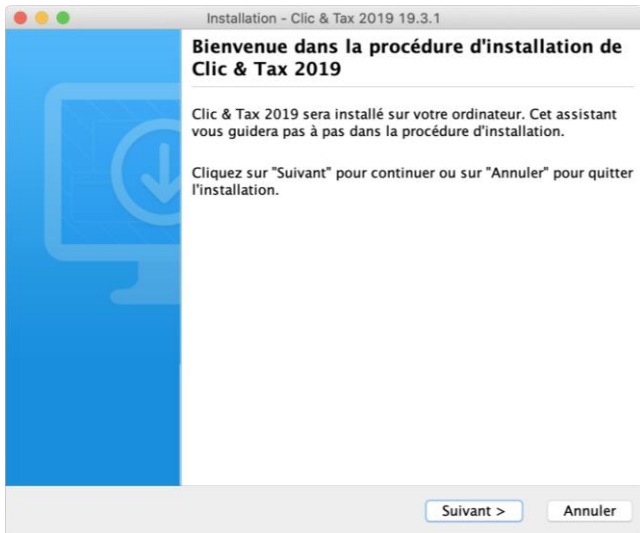 Installation - Clic & Tax 2019 19.3.1
Bienvenue dans la procédure d'installation de
Clic & Tax 2019
Clic & Tax 2019 sera installé sur votre ordinateur. Cet assistant
vous guidera pas à pas dans la procédure d'installation.
Cliquez sur "Suivant" pour continuer ou sur "Annuler" pour quitter
l'installation.
Suivant >
Annuler